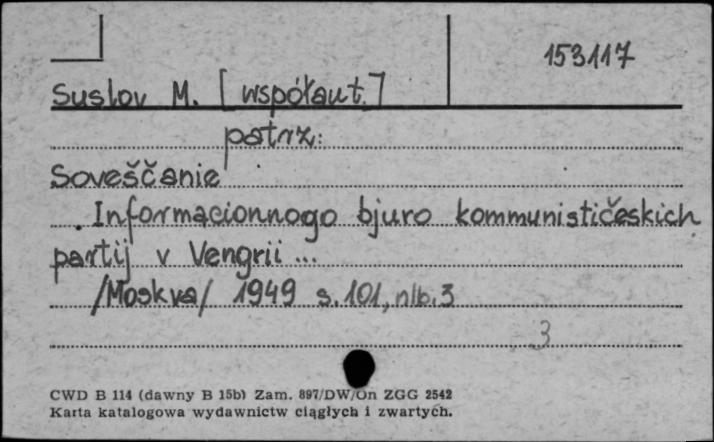 153117
Suslov M. [współaut.]
patrz:
Soveščanie
Informacionnogo bjuro kommunističeskich
partij v Vengrii ...
/Moskva/ 1949 s. 101, nlb. 3
3
CWD B 114 (dawny B 15b) Zam. 897/DW/On ZGG 2542
Karta katalogowa wydawnictw ciągłych i zwartych.